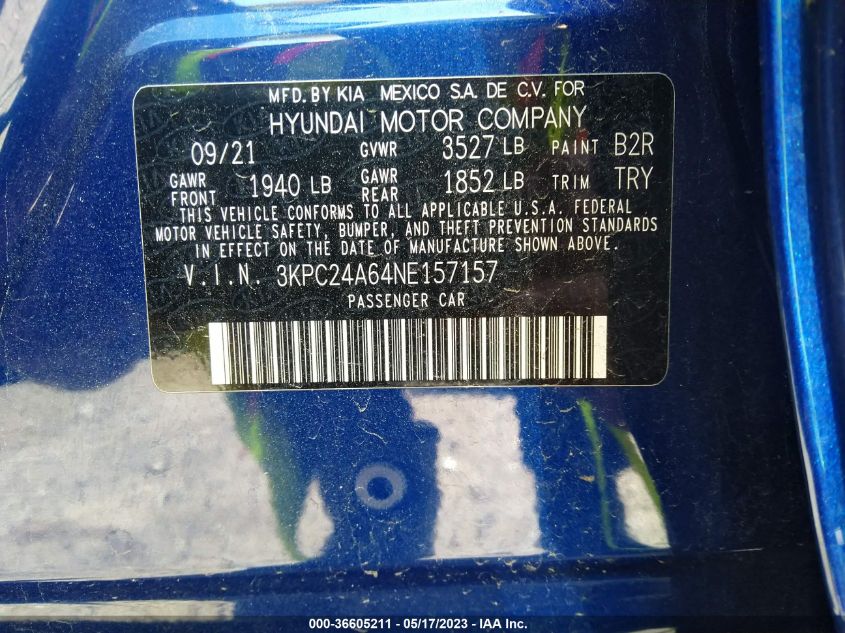 MFD. BY KIA MEXICO S.A. DE C.V. FOR
HYUNDAI MOTOR COMPANY
09/21 GVWR 3527 LB PAINT B2R
GAWR FRONT 1940 LB GAWR REAR 1852 LB TRIM TRY
THIS VEHICLE CONFORMS TO ALL APPLICABLE U.S.A. FEDERAL
MOTOR VEHICLE SAFETY, BUMPER, AND THEFT PREVENTION STANDARDS
IN EFFECT ON THE DATE OF MANUFACTURE SHOWN ABOVE.
V.I.N. 3KPC24A64NE157157
PASSENGER CAR
000-36605211 - 05/17/2023 - IAA Inc.